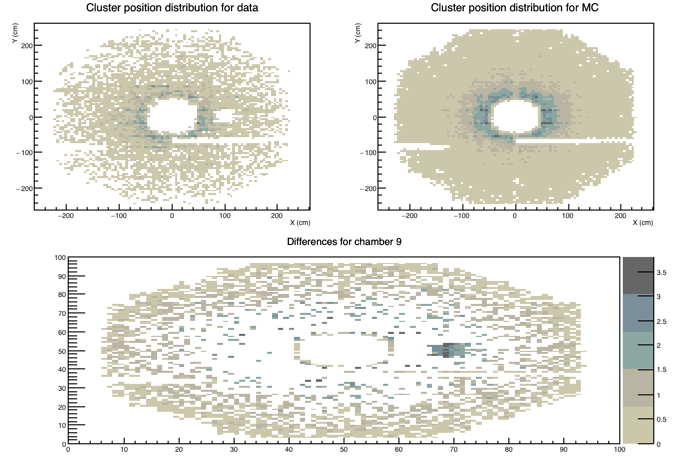 Cluster position distribution for data
Y (cm)
200
100
0
−100
−200
−200 −100 0 100 200
X (cm)
Cluster position distribution for MC
Y (cm)
200
100
0
−100
−200
−200 −100 0 100 200
X (cm)
Differences for chamber 9
100
90
80
70
60
50
40
30
20
10
0
0 10 20 30 40 50 60 70 80 90 100
3.5
3
2.5
2
1.5
1
0.5
0